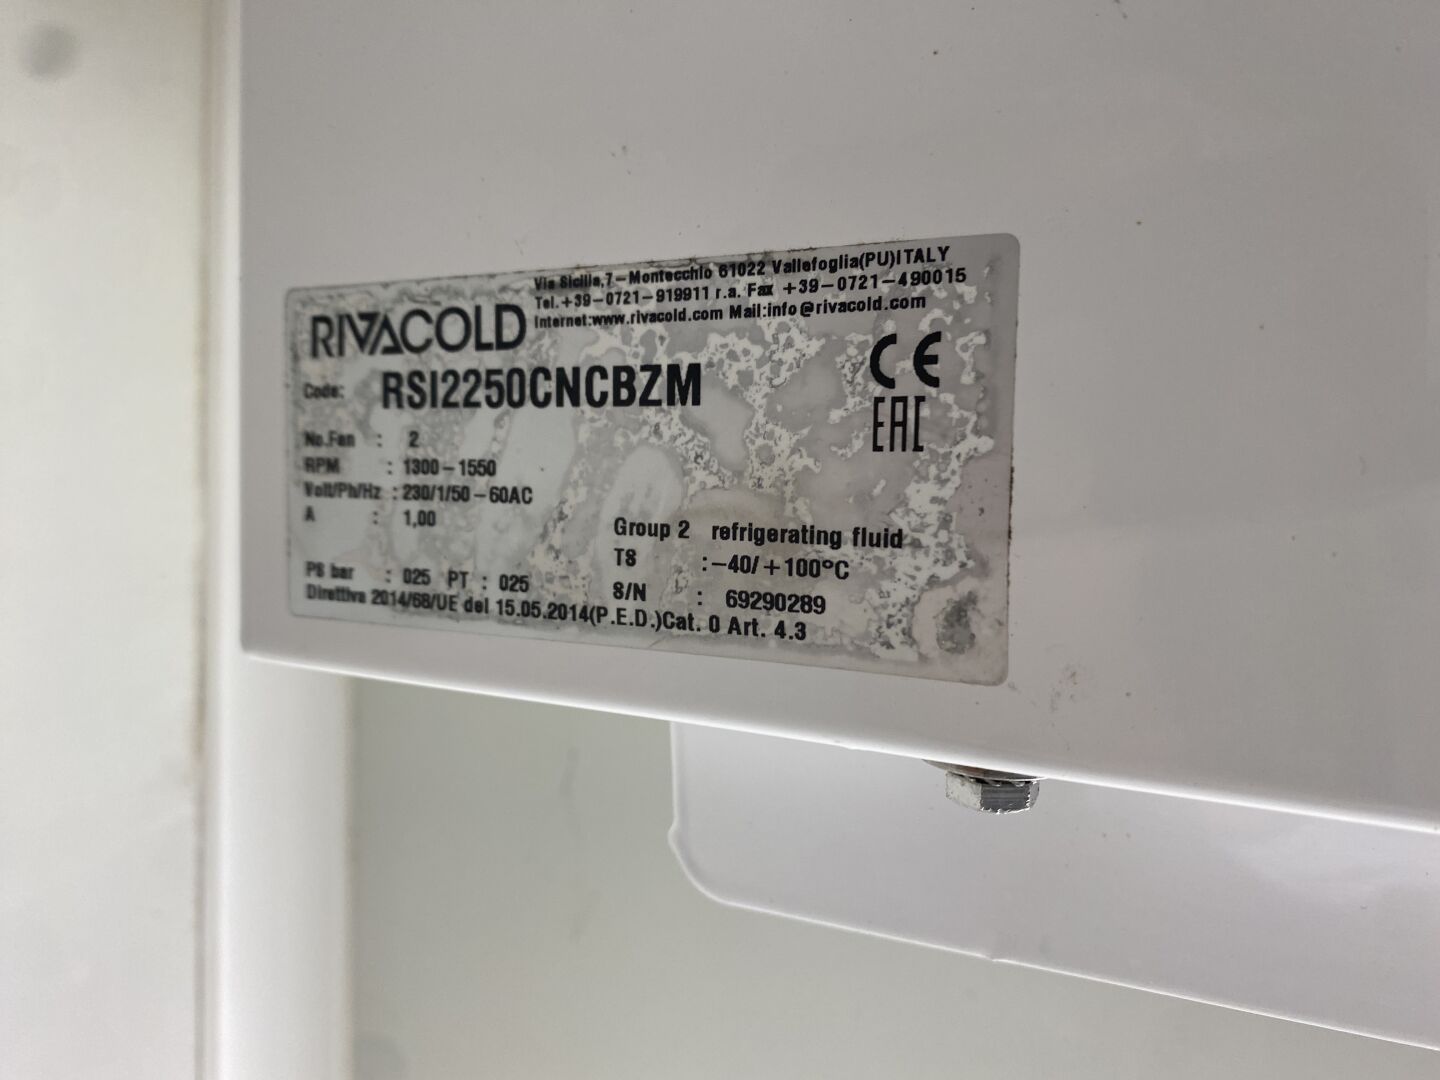 Via Sicilia,7-Montecchio 61022 Vallefoglia(PU)ITALY
Tel.+39-0721-919911 r.a. Fax +39-0721-490015
Internet:www.rivacold.com Mail:info@rivacold.com
RIVACOLD
Code: RSI2250CNCBZM
CE
EAC
No.Fan : 2
RPM : 1300-1550
Volt/Ph/Hz : 230/1/50-60AC
A : 1,00
Group 2 refrigerating fluid
TS :-40/+100°C
PS bar : 025 PT : 025
S/N : 69290289
Direttiva 2014/68/UE del 15.05.2014(P.E.D.)Cat. 0 Art. 4.3